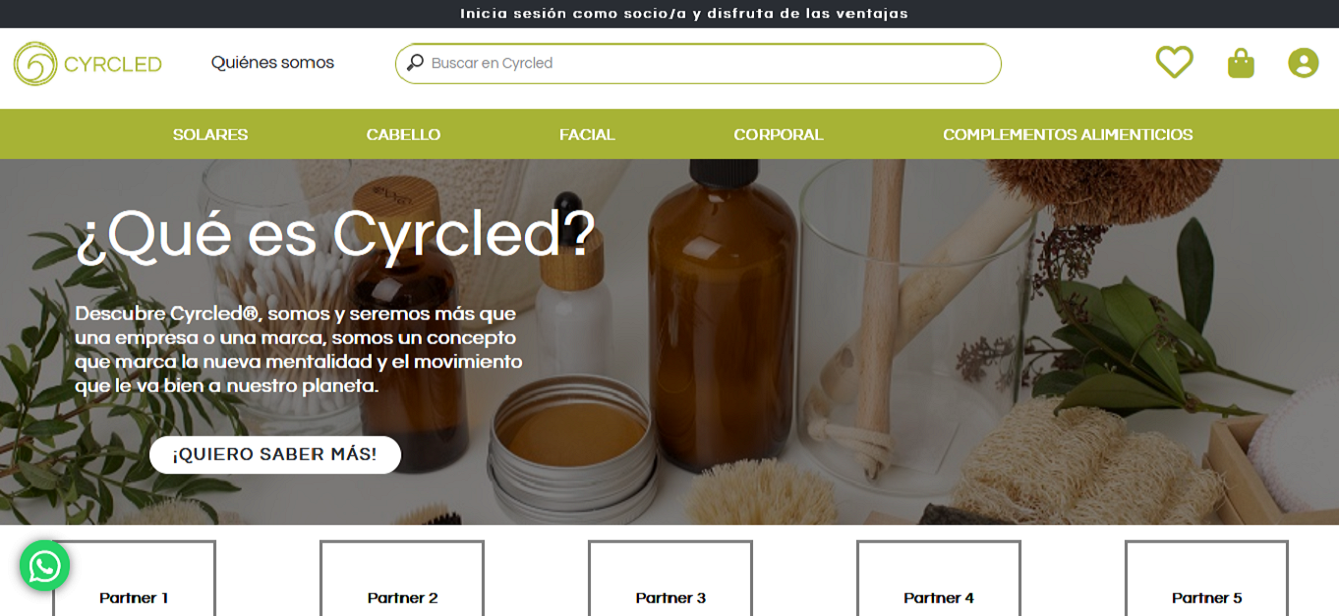 Inicia sesión como socio/a y disfruta de las ventajas
CYRCLED
Quiénes somos
Buscar en Cyrcled
SOLARES
CABELLO
FACIAL
CORPORAL
COMPLEMENTOS ALIMENTICIOS
¿Qué es Cyrcled?
Descubre Cyrcled®, somos y seremos más que
una empresa o una marca, somos un concepto
que marca la nueva mentalidad y el movimiento
que le va bien a nuestro planeta.
¡QUIERO SABER MÁS!
Partner 1
Partner 2
Partner 3
Partner 4
Partner 5